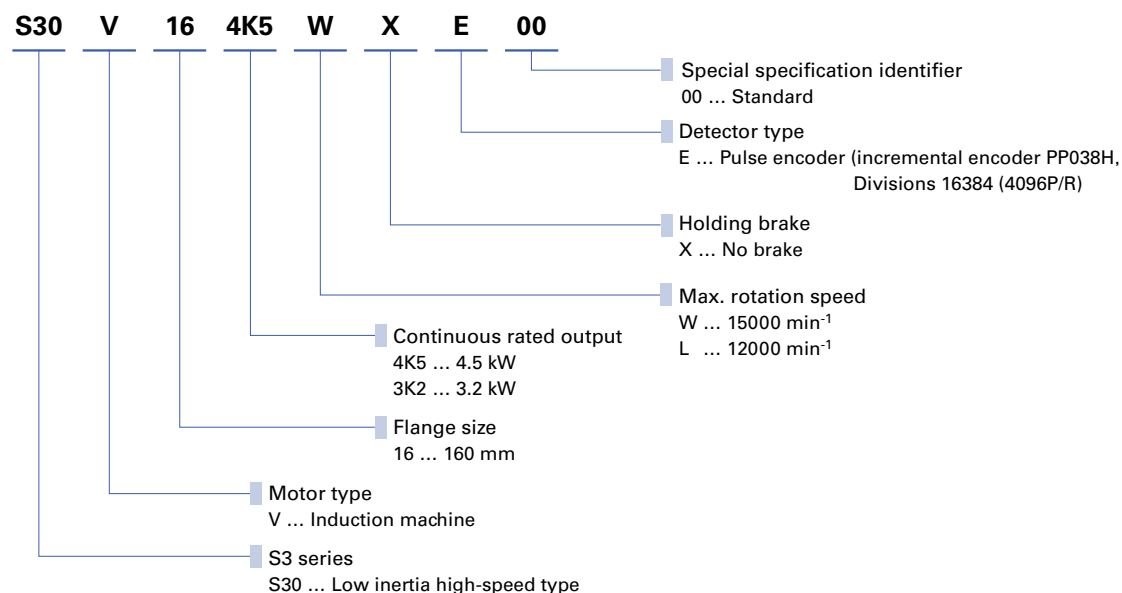 S30 V 16 4K5 W X E 00
Special specification identifier
00 ... Standard
Detector type
E ... Pulse encoder (incremental encoder PP038H,
Divisions 16384 (4096P/R)
Holding brake
X ... No brake
Max. rotation speed
W ... 15000 min⁻¹
L ... 12000 min⁻¹
Continuous rated output
4K5 ... 4.5 kW
3K2 ... 3.2 kW
Flange size
16 ... 160 mm
Motor type
V ... Induction machine
S3 series
S30 ... Low inertia high-speed type